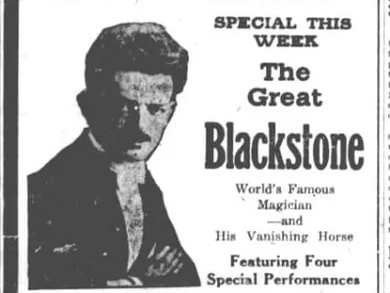 SPECIAL THIS
WEEK
The
Great
Blackstone
World's Famous
Magician
—and
His Vanishing Horse
Featuring Four
Special Performances